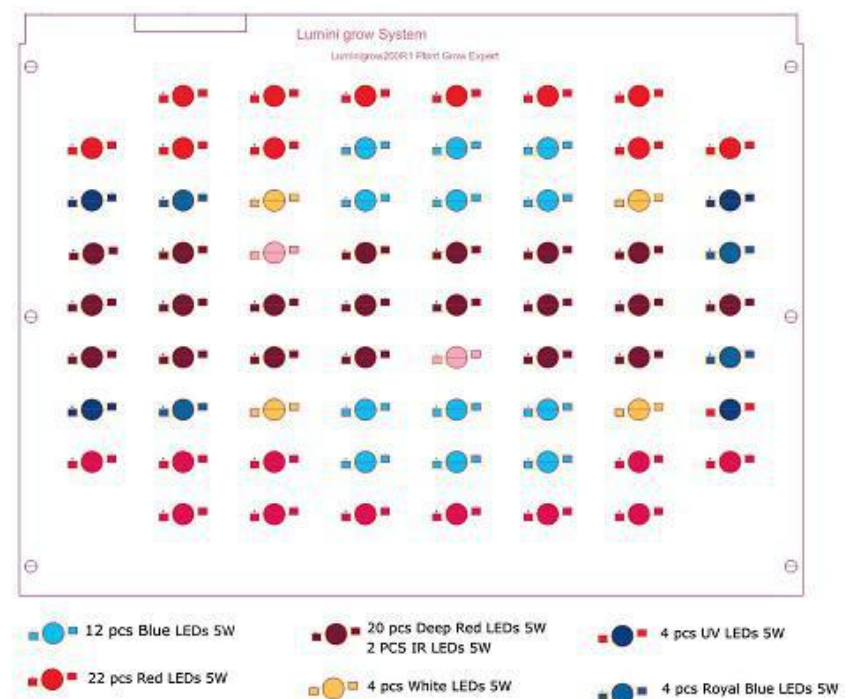 Lumini grow System
Luminigrow200R1 Plant Grow Expert
12 pcs Blue LEDs 5W
20 pcs Deep Red LEDs 5W
2 PCS IR LEDs 5W
4 pcs UV LEDs 5W
22 pcs Red LEDs 5W
4 pcs White LEDs 5W
4 pcs Royal Blue LEDs 5W